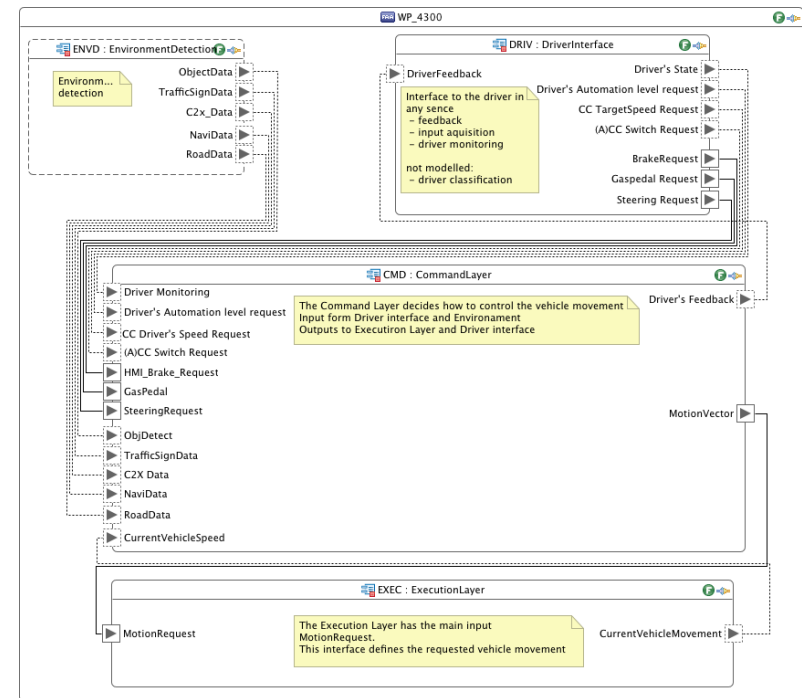 WP_4300
ENVD : EnvironmentDetection
ObjectData
TrafficSignData
C2x_Data
NaviData
RoadData
Environm...
detection
DRIV : DriverInterface
DriverFeedback
Interface to the driver in
any sence
- feedback
- input aquisition
- driver monitoring
not modelled:
- driver classification
Driver's State
Driver's Automation level request
CC TargetSpeed Request
(A)CC Switch Request
BrakeRequest
Gaspedal Request
Steering Request
CMD : CommandLayer
Driver Monitoring
Driver's Automation level request
CC Driver's Speed Request
(A)CC Switch Request
HMI_Brake_Request
GasPedal
SteeringRequest
ObjDetect
TrafficSignData
C2X Data
NaviData
RoadData
CurrentVehicleSpeed
The Command Layer decides how to control the vehicle movement
Input form Driver interface and Environament
Outputs to Executiron Layer and Driver interface
Driver's Feedback
MotionVector
EXEC : ExecutionLayer
MotionRequest
The Execution Layer has the main input
MotionRequest.
This interface defines the requested vehicle movement
CurrentVehicleMovement